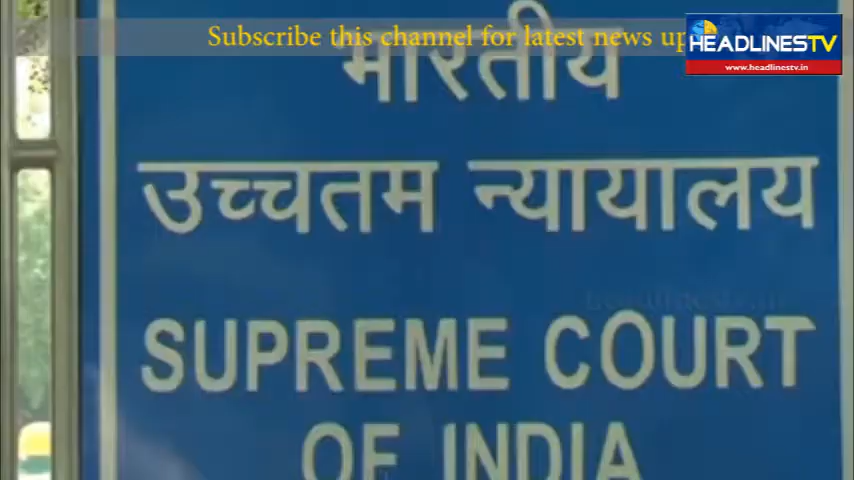 Subscribe this channel for latest news up
HEADLINESTV
www.headlinestv.in
भारतीय
उच्चतम न्यायालय
SUPREME COURT
OF INDIA